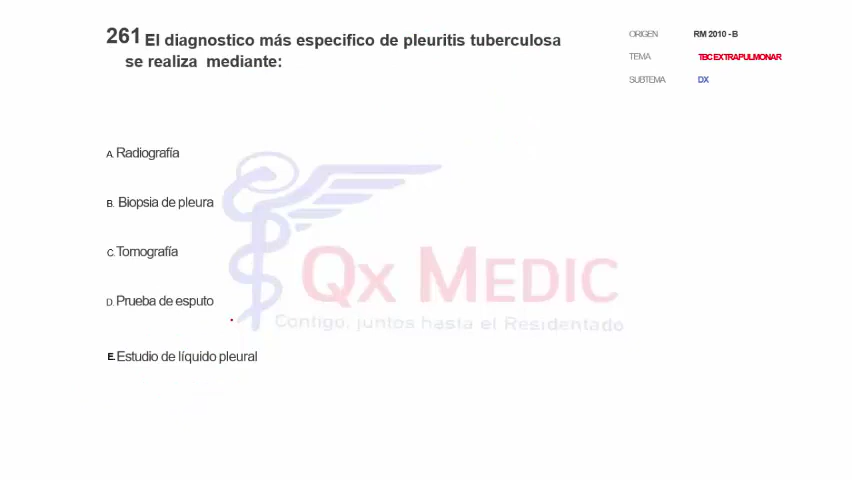 261 El diagnostico más especifico de pleuritis tuberculosa
se realiza mediante:
ORIGEN RM 2010 - B
TEMA TBC EXTRAPULMONAR
SUBTEMA DX
A. Radiografía
B. Biopsia de pleura
C. Tomografía
D. Prueba de esputo
E. Estudio de líquido pleural
Qx MEDIC
Contigo, juntos hasta el Residentado